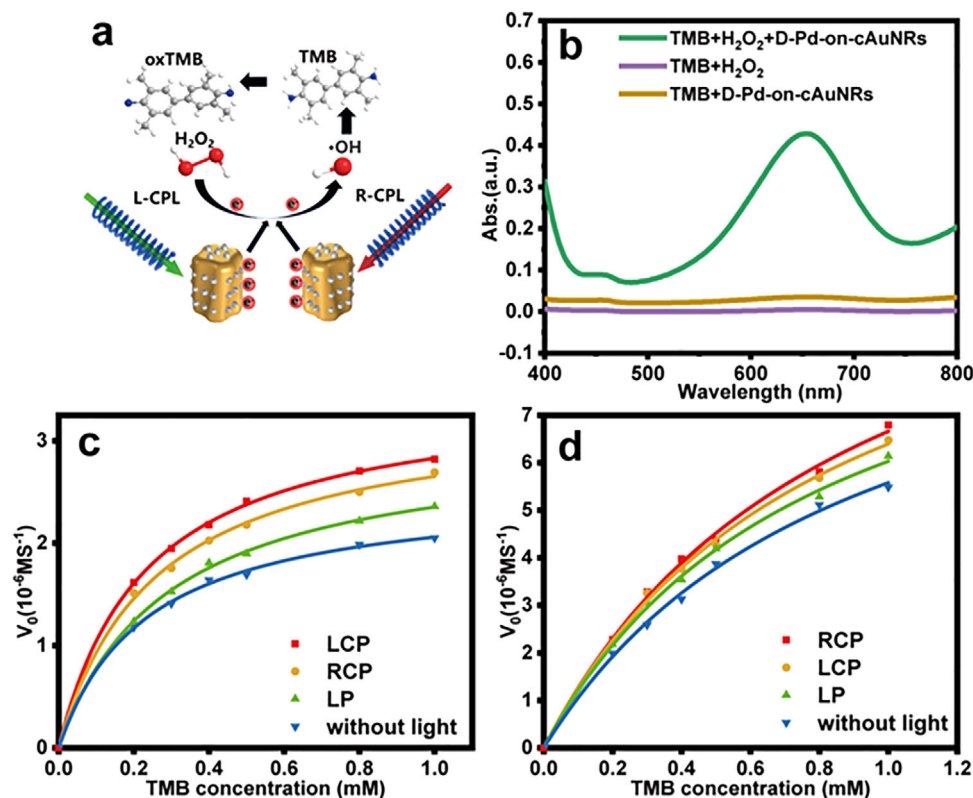 a
oxTMB
TMB
H₂O₂
·OH
L-CPL
R-CPL
b
TMB+H₂O₂+D-Pd-on-cAuNRs
TMB+H₂O₂
TMB+D-Pd-on-cAuNRs
Abs.(a.u.)
0.7
0.6
0.5
0.4
0.3
0.2
0.1
0.0
-0.1
400 500 600 700 800
Wavelength (nm)
c
V₀(10⁻⁶MS⁻¹)
3
2
1
0
LCP
RCP
LP
without light
0.0 0.2 0.4 0.6 0.8 1.0
TMB concentration (mM)
d
V₀(10⁻⁶MS⁻¹)
7
6
5
4
3
2
1
0
RCP
LCP
LP
without light
0.0 0.2 0.4 0.6 0.8 1.0 1.2
TMB concentration (mM)